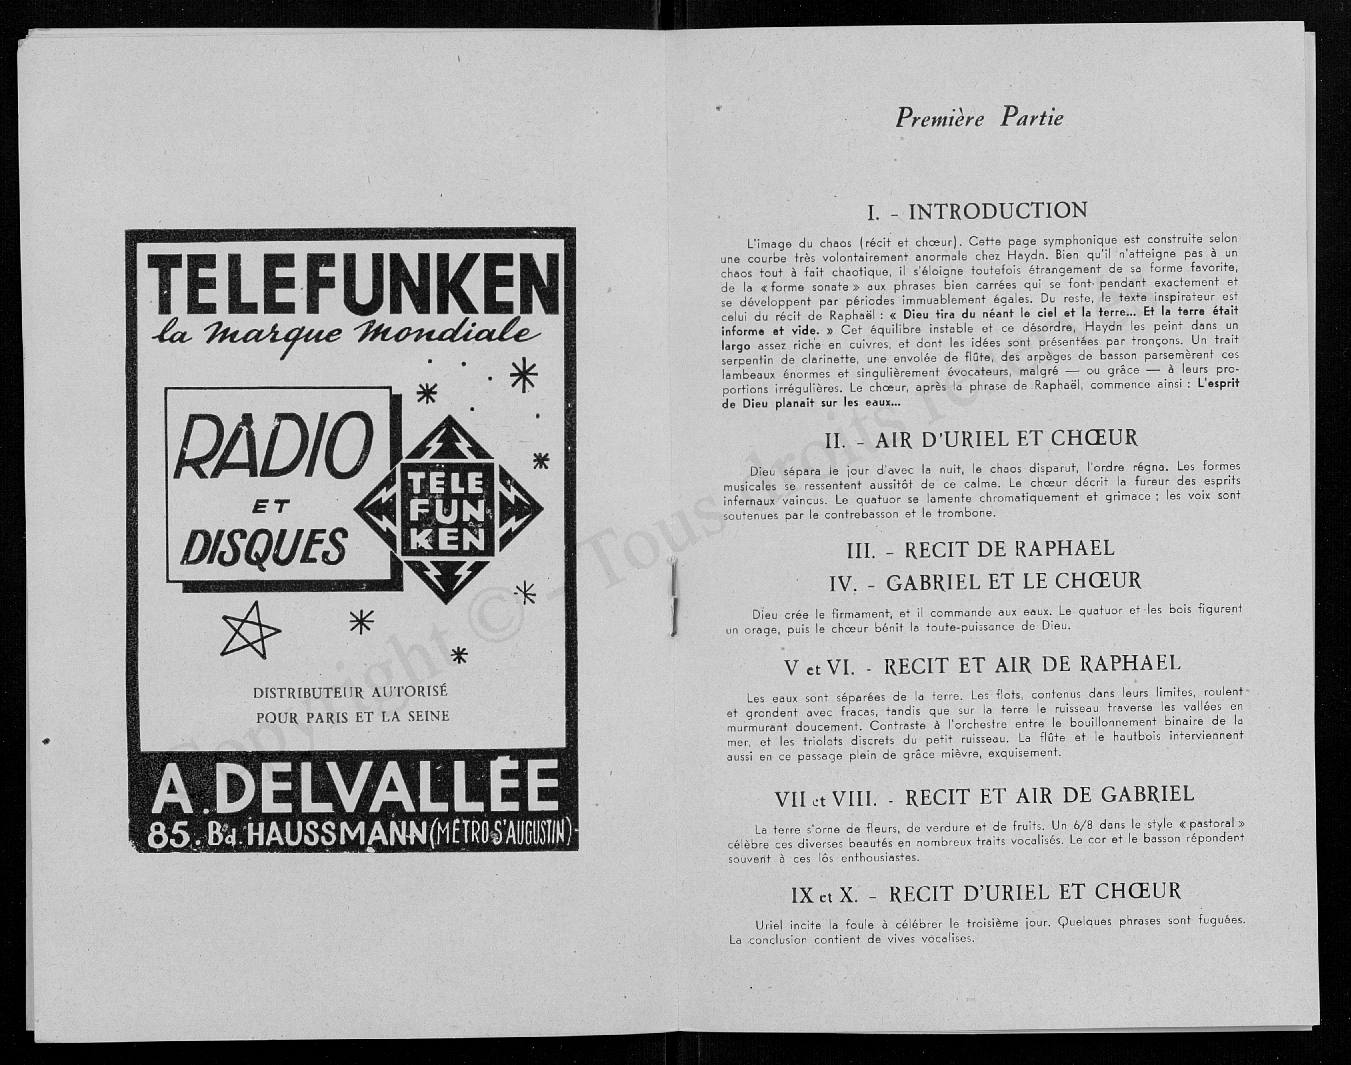 TELEFUNKEN
la marque mondiale
RADIO
ET
DISQUES
TELE
FUN
KEN
DISTRIBUTEUR AUTORISÉ
POUR PARIS ET LA SEINE
A. DELVALLÉE
85. Bd. HAUSSMANN (MÉTRO St AUGUSTIN)
Première Partie
I. - INTRODUCTION
L'image du chaos (récit et chœur). Cette page symphonique est construite selon
une courbe très volontairement anormale chez Haydn. Bien qu'il n'atteigne pas à un
chaos tout à fait chaotique, il s'éloigne toutefois étrangement de sa forme favorite,
de la « forme sonate » aux phrases bien carrées qui se font pendant exactement et
se développent par périodes immuablement égales. Du reste, le texte inspirateur est
celui du récit de Raphaël : « Dieu tira du néant le ciel et la terre... Et la terre était
informe et vide. » Cet équilibre instable et ce désordre, Haydn les peint dans un
largo assez riche en cuivres, et dont les idées sont présentées par tronçons. Un trait
serpentin de clarinette, une envolée de flûte, des arpèges de basson parsemèrent ces
lambeaux énormes et singulièrement évocateurs, malgré — ou grâce — à leurs pro-
portions irrégulières. Le chœur, après la phrase de Raphaël, commence ainsi : L'esprit
de Dieu planait sur les eaux...
II. - AIR D'URIEL ET CHŒUR
Dieu sépara le jour d'avec la nuit, le chaos disparut, l'ordre régna. Les formes
musicales se ressentent aussitôt de ce calme. Le chœur décrit la fureur des esprits
infernaux vaincus. Le quatuor se lamente chromatiquement et grimace ; les voix sont
soutenues par le contrebasson et le trombone.
III. - RECIT DE RAPHAEL
IV. - GABRIEL ET LE CHŒUR
Dieu crée le firmament, et il commande aux eaux. Le quatuor et les bois figurent
un orage, puis le chœur bénit la toute-puissance de Dieu.
V et VI. - RECIT ET AIR DE RAPHAEL
Les eaux sont séparées de la terre. Les flots, contenus dans leurs limites, roulent
et grondent avec fracas, tandis que sur la terre le ruisseau traverse les vallées en
murmurant doucement. Contraste à l'orchestre entre le bouillonnement binaire de la
mer, et les triolets discrets du petit ruisseau. La flûte et le hautbois interviennent
aussi en ce passage plein de grâce mièvre, exquisement.
VII et VIII. - RECIT ET AIR DE GABRIEL
La terre s'orne de fleurs, de verdure et de fruits. Un 6/8 dans le style « pastoral »
célèbre ces diverses beautés en nombreux traits vocalisés. Le cor et le basson répondent
souvent à ces lôs enthousiastes.
IX et X. - RECIT D'URIEL ET CHŒUR
Uriel incite la foule à célébrer le troisième jour. Quelques phrases sont fuguées.
La conclusion contient de vives vocalises.
Copyright © - Tous droits